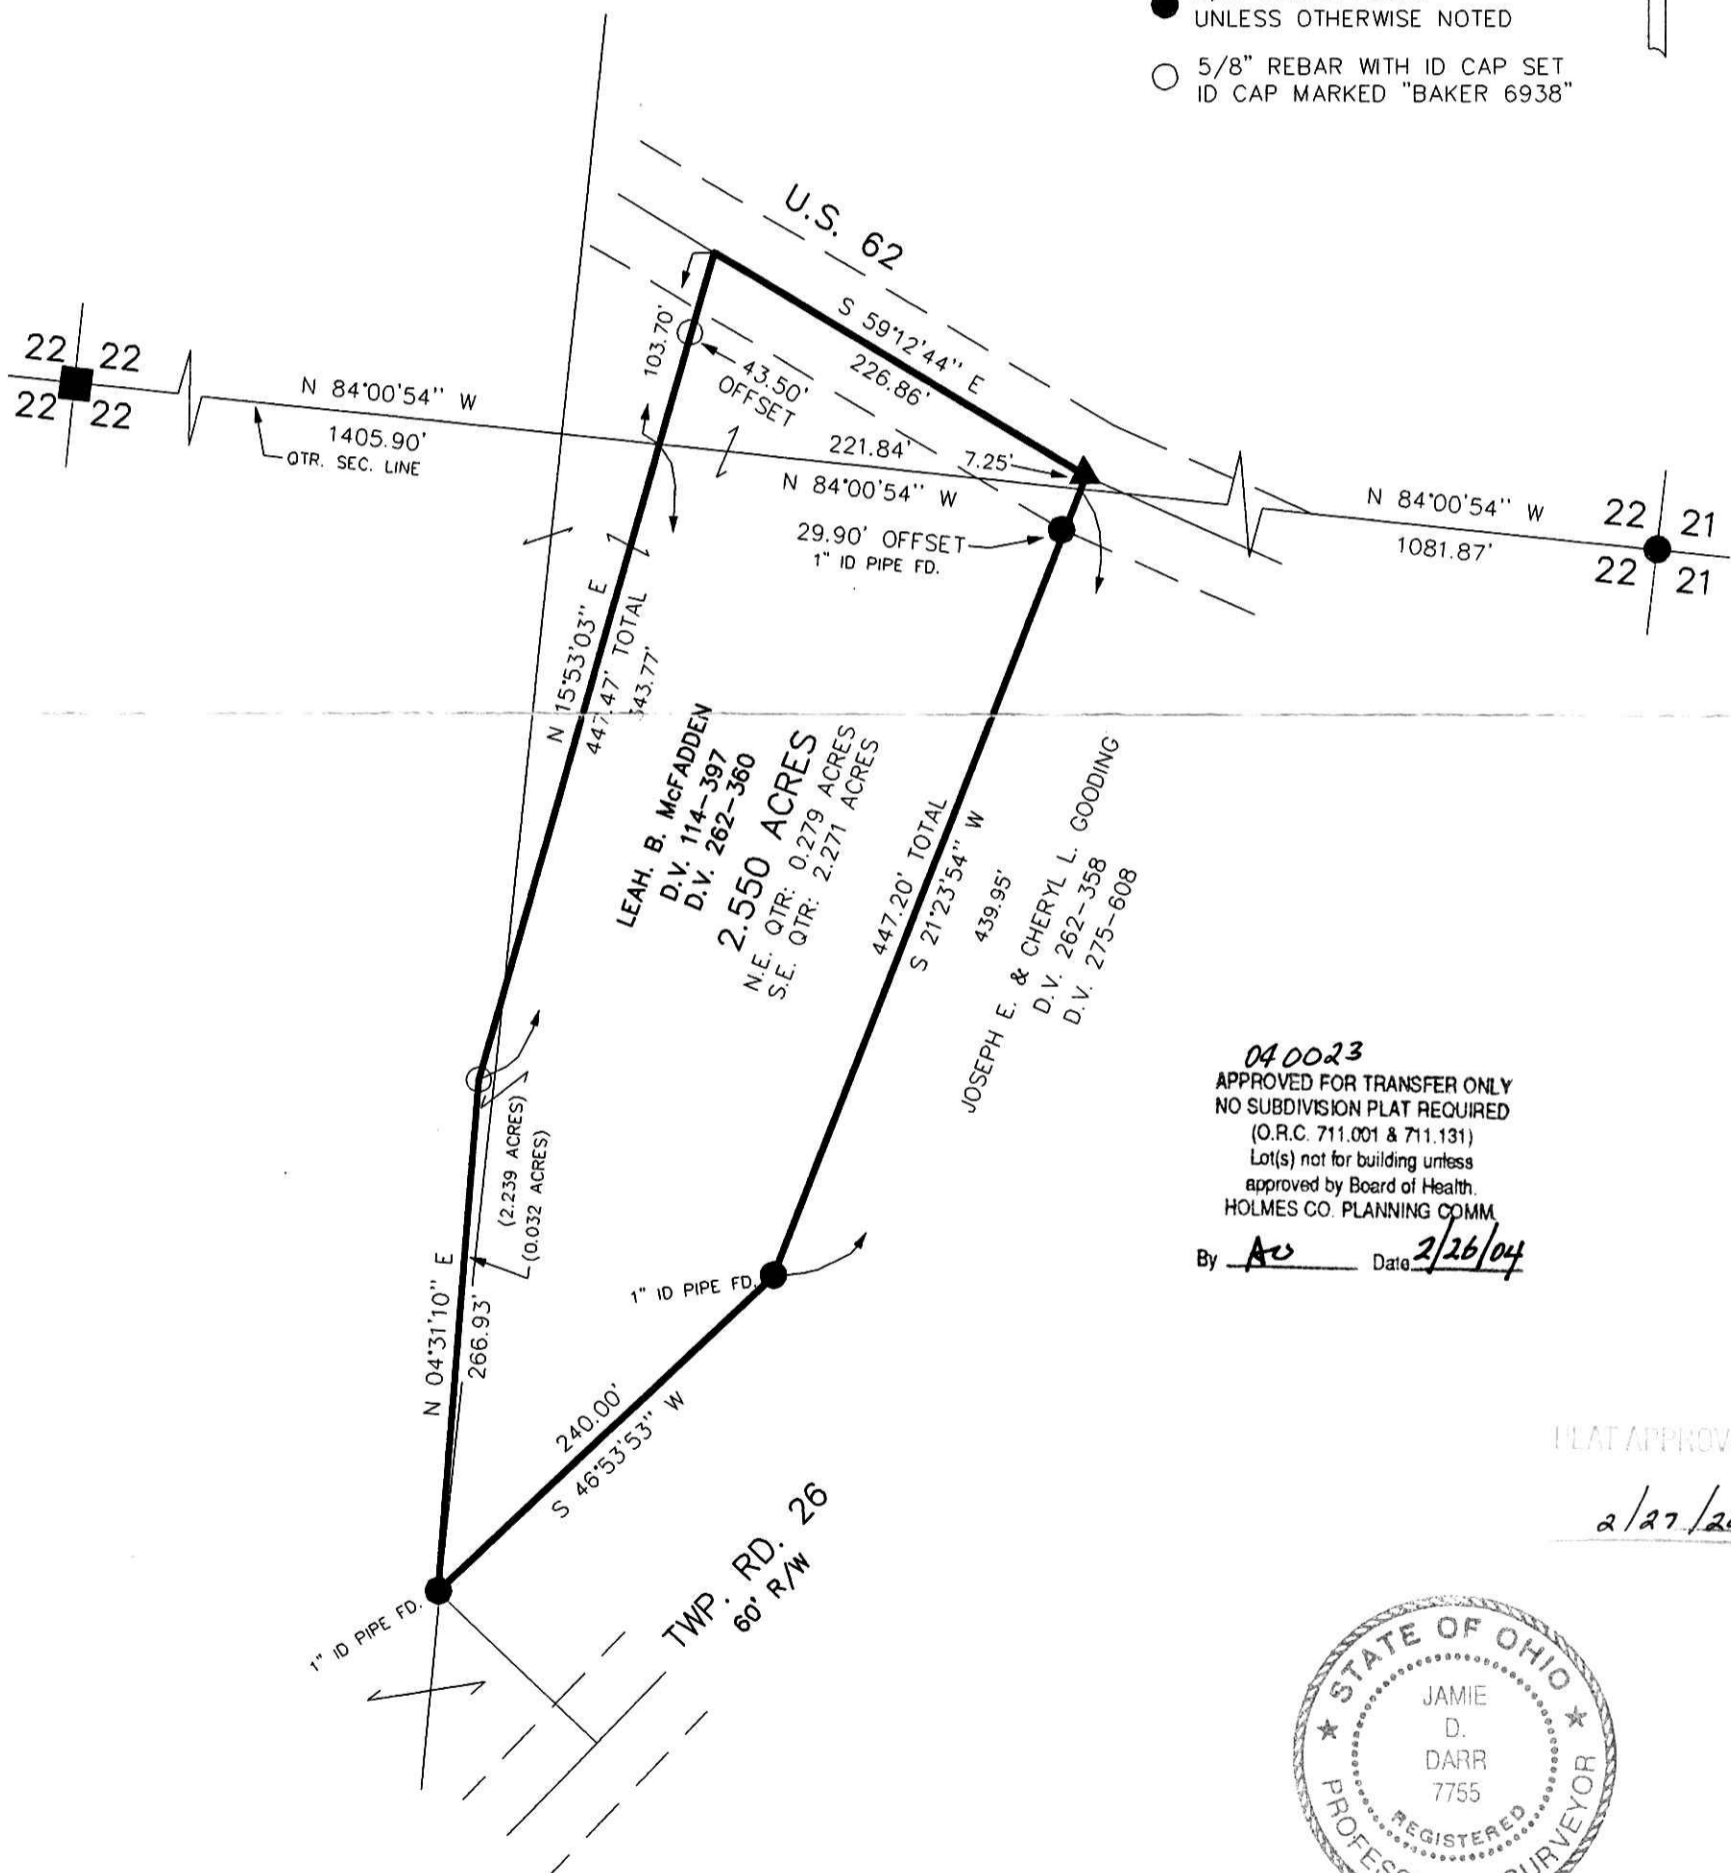 UNLESS OTHERWISE NOTED
5/8" REBAR WITH ID CAP SET
ID CAP MARKED "BAKER 6938"
U.S. 62
S 59°12'44" E
226.86'
103.70'
43.50'
OFFSET
22 22
22 22
N 84°00'54" W
1405.90'
QTR. SEC. LINE
221.84'
N 84°00'54" W
7.25'
29.90' OFFSET
1" ID PIPE FD.
N 84°00'54" W
1081.87'
22 21
22 21
N 15°53'03" E
447.47' TOTAL
343.77'
LEAH. B. McFADDEN
D.V. 114-397
D.V. 262-360
2.550 ACRES
N.E. QTR: 0.279 ACRES
S.E. QTR: 2.271 ACRES
447.20' TOTAL
S 21°23'54" W
439.95'
JOSEPH E. & CHERYL L. GOODING
D.V. 262-358
D.V. 275-608
040023
APPROVED FOR TRANSFER ONLY
NO SUBDIVISION PLAT REQUIRED
(O.R.C. 711.001 & 711.131)
Lot(s) not for building unless
approved by Board of Health.
HOLMES CO. PLANNING COMM.
By Date 2/26/04
(2.239 ACRES)
(0.032 ACRES)
N 04°31'10" E
266.93'
1" ID PIPE FD.
240.00'
S 46°53'53" W
1" ID PIPE FD.
TWP. RD. 26
60' R/W
PLAT APPROV
2/27/20
STATE OF OHIO
JAMIE
D.
DARR
7755
REGISTERED